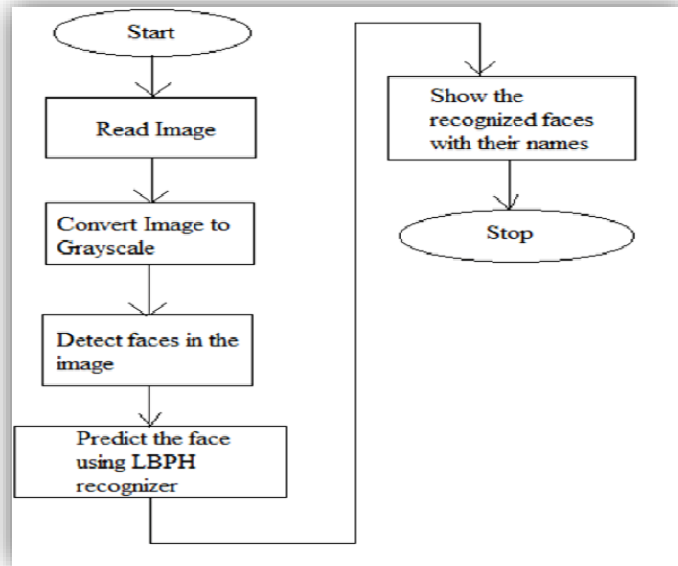 Start
Read Image
Convert Image to
Grayscale
Detect faces in the
image
Predict the face
using LBPH
recognizer
Show the
recognized faces
with their names
Stop